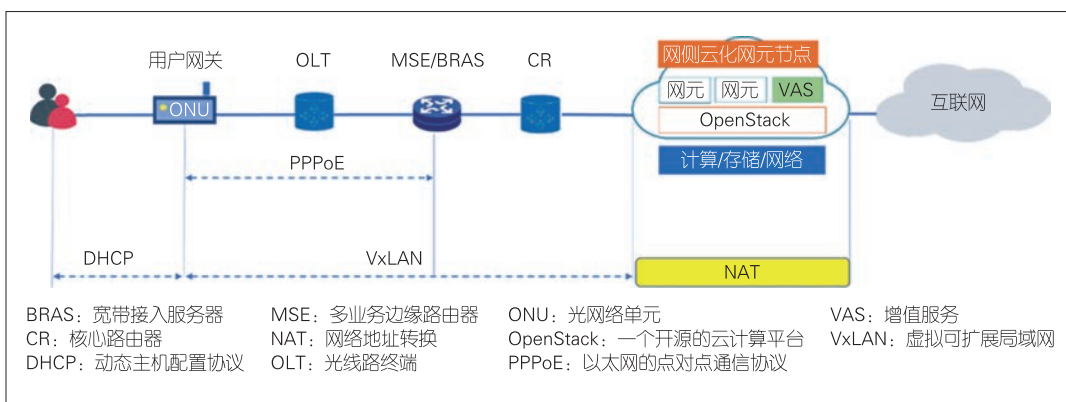 网侧云化网元节点
用户网关 OLT MSE/BRAS CR
网元 网元 VAS
ONU
OpenStack
互联网
计算/存储/网络
PPPoE
DHCP VxLAN NAT
BRAS：宽带接入服务器 MSE：多业务边缘路由器 ONU：光网络单元 VAS：增值服务
CR：核心路由器 NAT：网络地址转换 OpenStack：一个开源的云计算平台 VxLAN：虚拟可扩展局域网
DHCP：动态主机配置协议 OLT：光线路终端 PPPoE：以太网的点对点通信协议